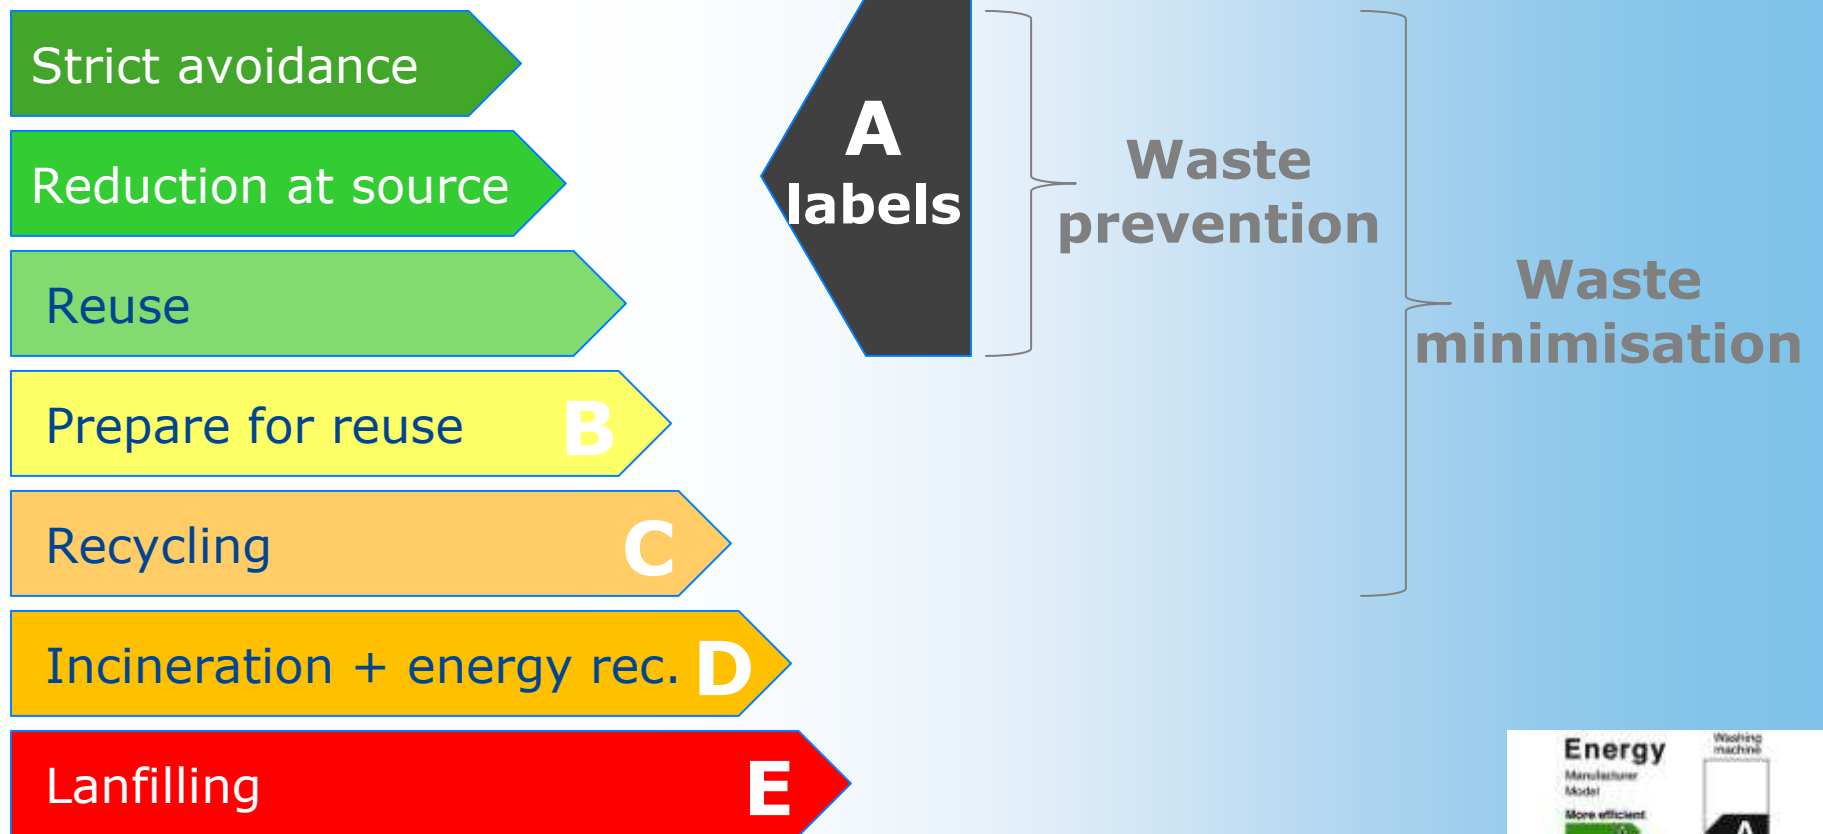 Strict avoidance
Reduction at source
Reuse
Prepare for reuse B
Recycling C
Incineration + energy rec. D
Lanfilling E
A
labels
Waste
prevention
Waste
minimisation
Energy
Manufacturer
Model
More efficient
Washing
machine
A